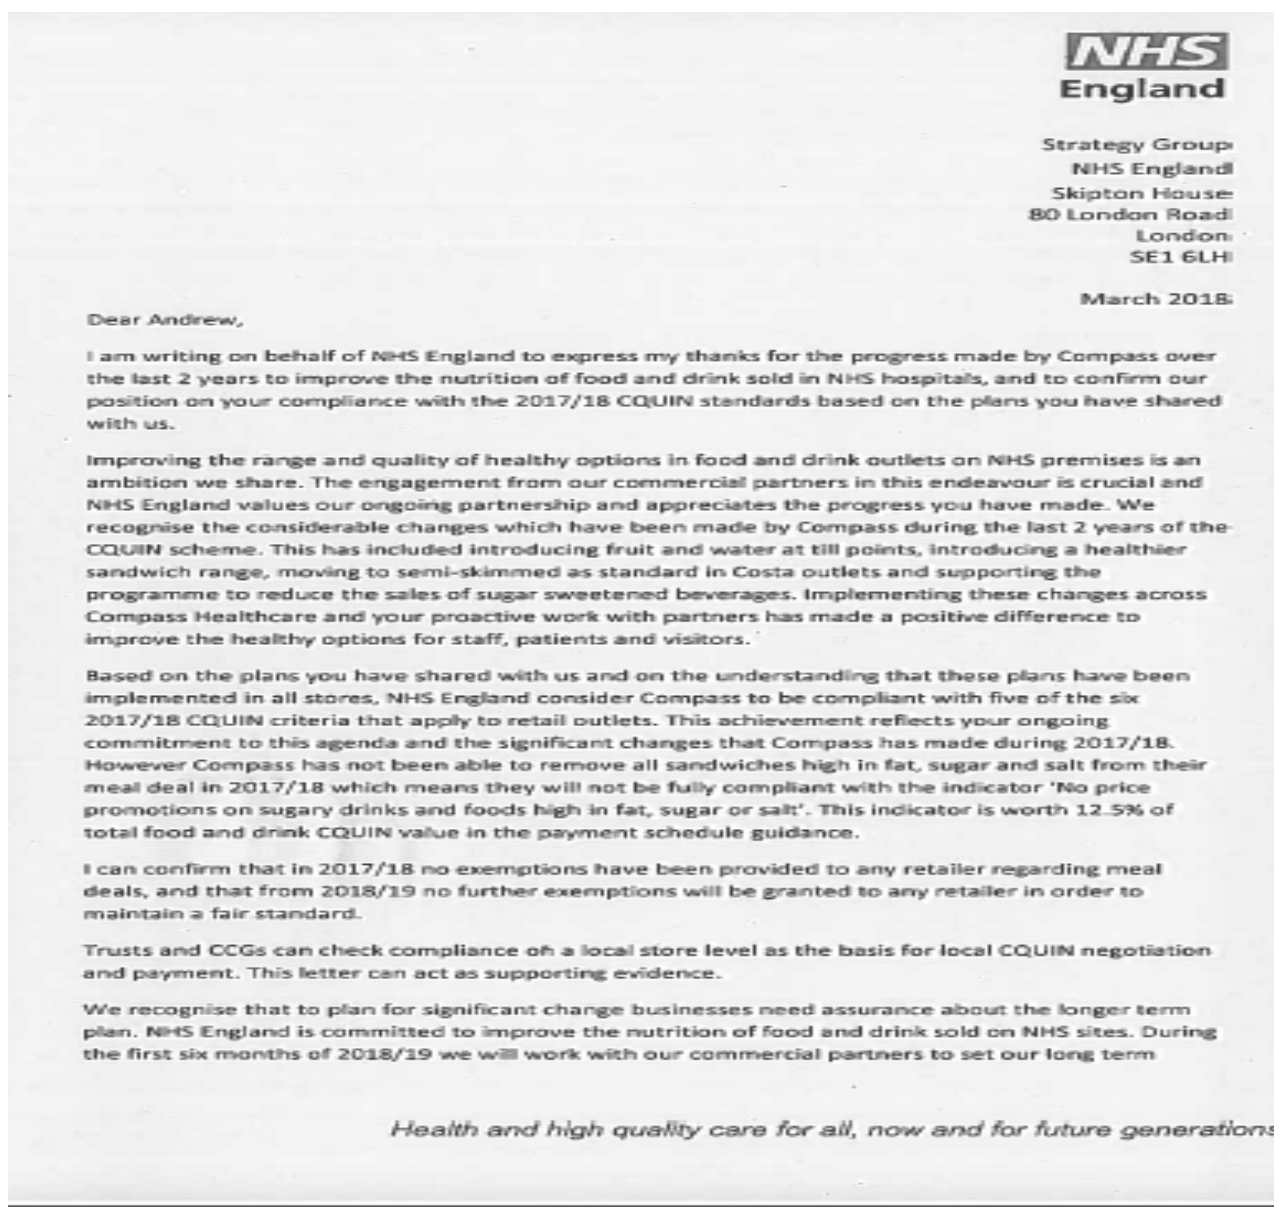 NHS
England
Strategy Group
NHS England
Skipton House
80 London Road
London
SE1 6LH
March 2018
Dear Andrew,
I am writing on behalf of NHS England to express my thanks for the progress made by Compass over
the last 2 years to improve the nutrition of food and drink sold in NHS hospitals, and to confirm our
position on your compliance with the 2017/18 CQUIN standards based on the plans you have shared
with us.
Improving the range and quality of healthy options in food and drink outlets on NHS premises is an
ambition we share. The engagement from our commercial partners in this endeavour is crucial and
NHS England values our ongoing partnership and appreciates the progress you have made. We
recognise the considerable changes which have been made by Compass during the last 2 years of the
CQUIN scheme. This has included introducing fruit and water at till points, introducing a healthier
sandwich range, moving to semi-skimmed as standard in Costa outlets and supporting the
programme to reduce the sales of sugar sweetened beverages. Implementing these changes across
Compass Healthcare and your proactive work with partners has made a positive difference to
improve the healthy options for staff, patients and visitors.
Based on the plans you have shared with us and on the understanding that these plans have been
implemented in all stores, NHS England consider Compass to be compliant with five of the six
2017/18 CQUIN criteria that apply to retail outlets. This achievement reflects your ongoing
commitment to this agenda and the significant changes that Compass has made during 2017/18.
However Compass has not been able to remove all sandwiches high in fat, sugar and salt from their
meal deal in 2017/18 which means they will not be fully compliant with the indicator 'No price
promotions on sugary drinks and foods high in fat, sugar or salt'. This indicator is worth 12.5% of
total food and drink CQUIN value in the payment schedule guidance.
I can confirm that in 2017/18 no exemptions have been provided to any retailer regarding meal
deals, and that from 2018/19 no further exemptions will be granted to any retailer in order to
maintain a fair standard.
Trusts and CCGs can check compliance on a local store level as the basis for local CQUIN negotiation
and payment. This letter can act as supporting evidence.
We recognise that to plan for significant change businesses need assurance about the longer term
plan. NHS England is committed to improve the nutrition of food and drink sold on NHS sites. During
the first six months of 2018/19 we will work with our commercial partners to set our long term
Health and high quality care for all, now and for future generations